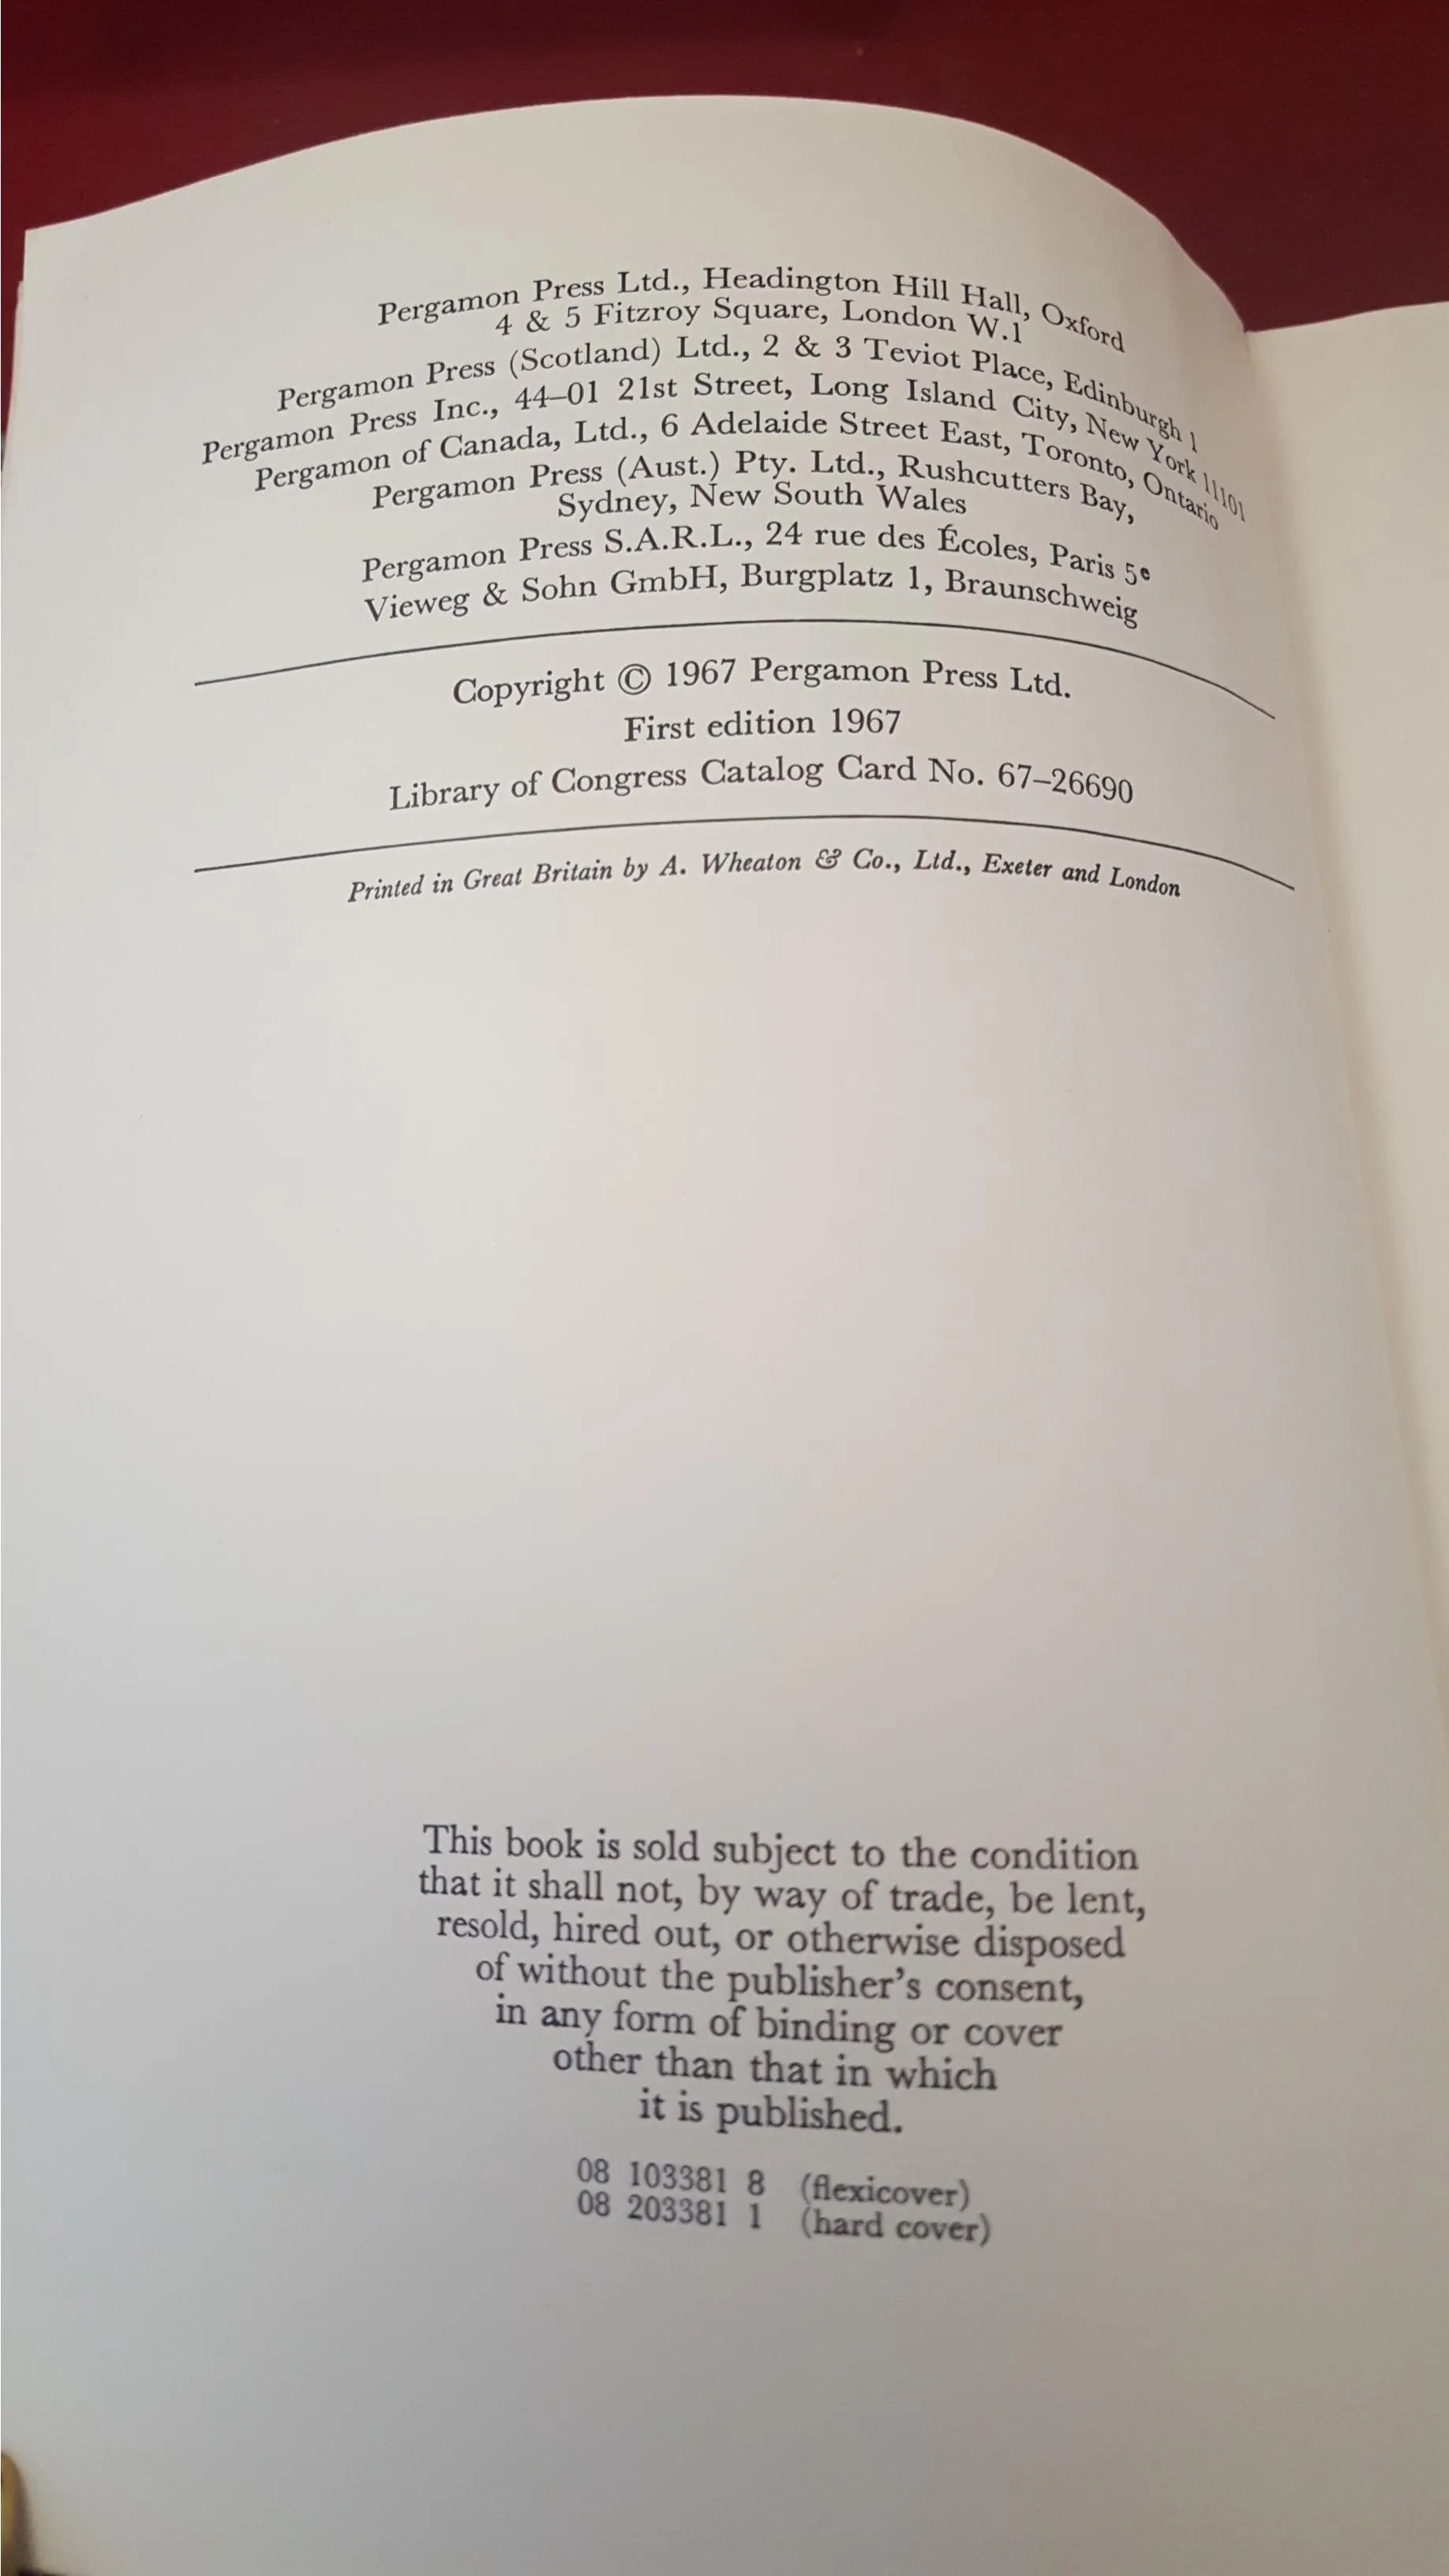 Pergamon Press Ltd., Headington Hill Hall, Oxford
4 & 5 Fitzroy Square, London W.1
Pergamon Press (Scotland) Ltd., 2 & 3 Teviot Place, Edinburgh 1
Pergamon Press Inc., 44–01 21st Street, Long Island City, New York 11101
Pergamon of Canada, Ltd., 6 Adelaide Street East, Toronto, Ontario
Pergamon Press (Aust.) Pty. Ltd., Rushcutters Bay,
Sydney, New South Wales
Pergamon Press S.A.R.L., 24 rue des Écoles, Paris 5e
Vieweg & Sohn GmbH, Burgplatz 1, Braunschweig
Copyright © 1967 Pergamon Press Ltd.
First edition 1967
Library of Congress Catalog Card No. 67–26690
Printed in Great Britain by A. Wheaton & Co., Ltd., Exeter and London
This book is sold subject to the condition
that it shall not, by way of trade, be lent,
resold, hired out, or otherwise disposed
of without the publisher's consent,
in any form of binding or cover
other than that in which
it is published.
08 103381 8 (flexicover)
08 203381 1 (hard cover)